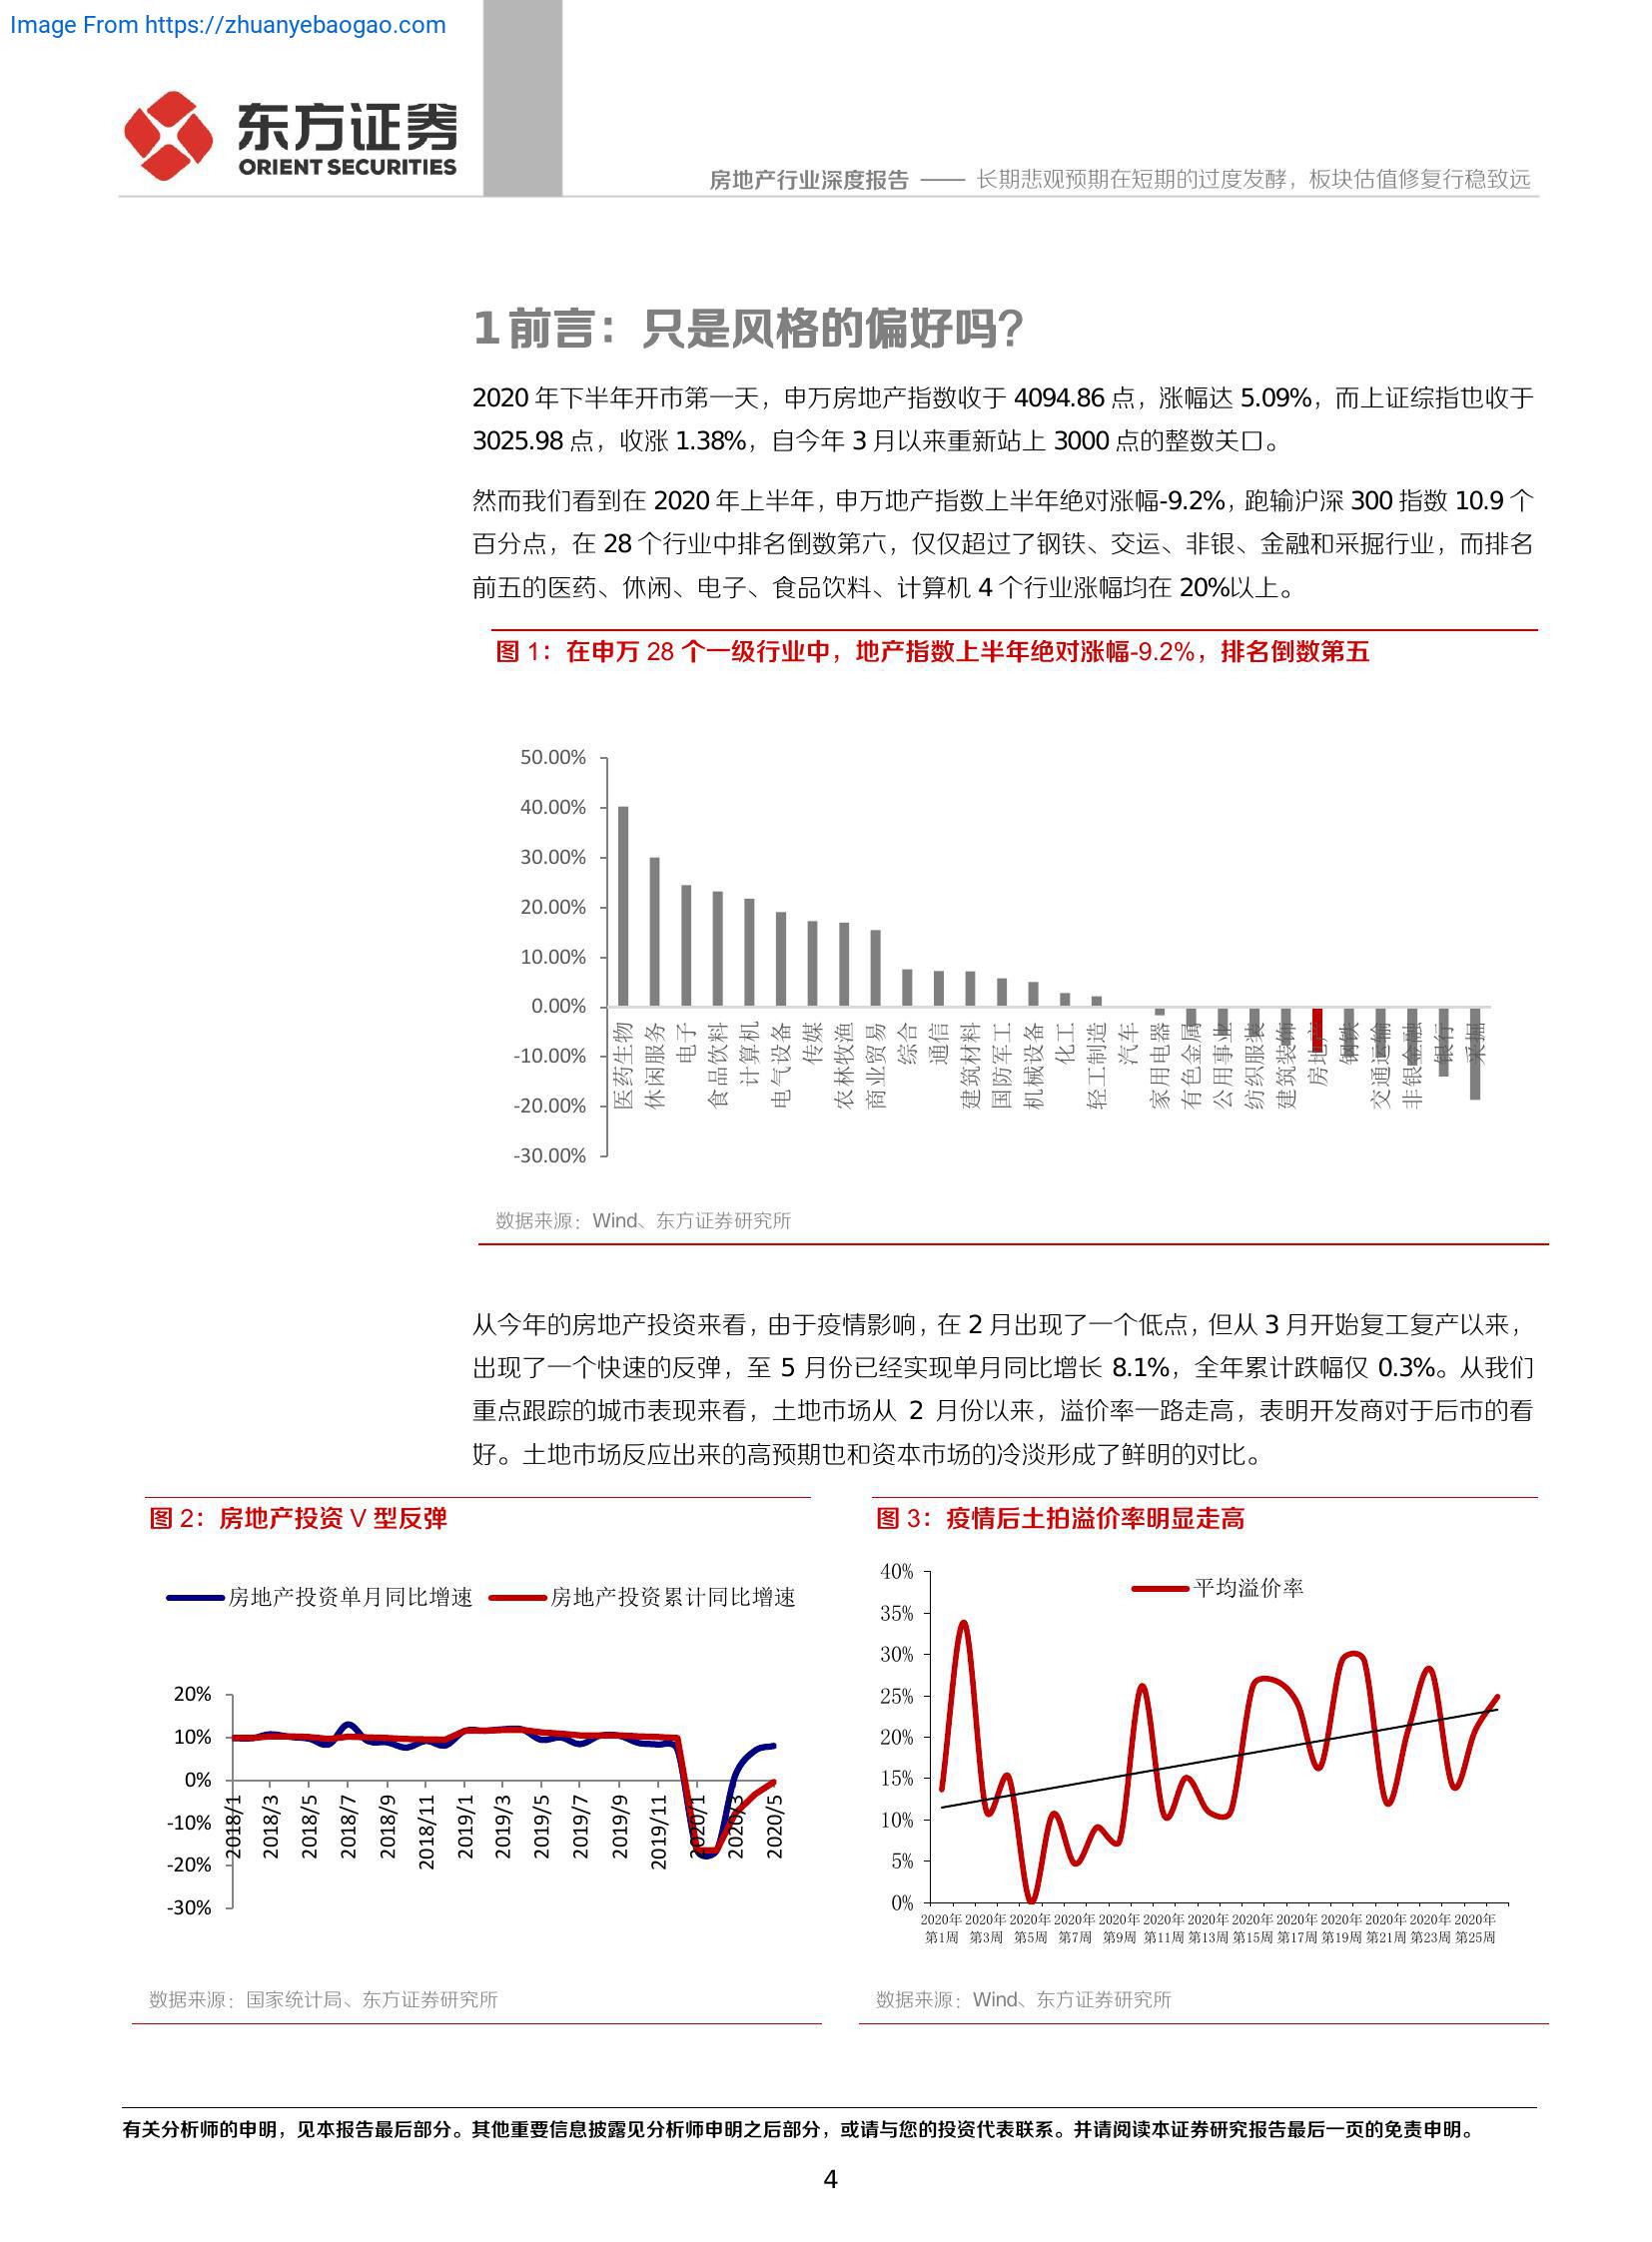 Image From https://zhuanyebaogao.com
东方证券
ORIENT SECURITIES
房地产行业深度报告 —— 长期悲观预期在短期的过度发酵，板块估值修复行稳致远
1 前言：只是风格的偏好吗？
2020 年下半年开市第一天，申万房地产指数收于 4094.86 点，涨幅达 5.09%，而上证综指也收于
3025.98 点，收涨 1.38%，自今年 3 月以来重新站上 3000 点的整数关口。
然而我们看到在 2020 年上半年，申万地产指数上半年绝对涨幅-9.2%，跑输沪深 300 指数 10.9 个
百分点，在 28 个行业中排名倒数第六，仅仅超过了钢铁、交运、非银、金融和采掘行业，而排名
前五的医药、休闲、电子、食品饮料、计算机 4 个行业涨幅均在 20%以上。
图 1：在申万 28 个一级行业中，地产指数上半年绝对涨幅-9.2%，排名倒数第五
50.00%
40.00%
30.00%
20.00%
10.00%
0.00%
-10.00%
-20.00%
-30.00%
医药生物
休闲服务
电子
食品饮料
计算机
电气设备
传媒
农林牧渔
商业贸易
综合
通信
建筑材料
国防军工
机械设备
化工
轻工制造
汽车
家用电器
有色金属
公用事业
纺织服装
建筑装饰
房地产
钢铁
交通运输
非银金融
银行
采掘
数据来源：Wind、东方证券研究所
从今年的房地产投资来看，由于疫情影响，在 2 月出现了一个低点，但从 3 月开始复工复产以来，
出现了一个快速的反弹，至 5 月份已经实现单月同比增长 8.1%，全年累计跌幅仅 0.3%。从我们
重点跟踪的城市表现来看，土地市场从 2 月份以来，溢价率一路走高，表明开发商对于后市的看
好。土地市场反应出来的高预期也和资本市场的冷淡形成了鲜明的对比。
图 2：房地产投资 V 型反弹
房地产投资单月同比增速 房地产投资累计同比增速
20%
10%
0%
-10%
-20%
-30%
2018/1
2018/3
2018/5
2018/7
2018/9
2018/11
2019/1
2019/3
2019/5
2019/7
2019/9
2019/11
2020/1
2020/3
2020/5
数据来源：国家统计局、东方证券研究所
图 3：疫情后土拍溢价率明显走高
平均溢价率
40%
35%
30%
25%
20%
15%
10%
5%
0%
2020年 2020年 2020年 2020年 2020年 2020年 2020年 2020年 2020年 2020年 2020年 2020年 2020年
第1周 第3周 第5周 第7周 第9周 第11周 第13周 第15周 第17周 第19周 第21周 第23周 第25周
数据来源：Wind、东方证券研究所
有关分析师的申明，见本报告最后部分。其他重要信息披露见分析师申明之后部分，或请与您的投资代表联系。并请阅读本证券研究报告最后一页的免责申明。
4